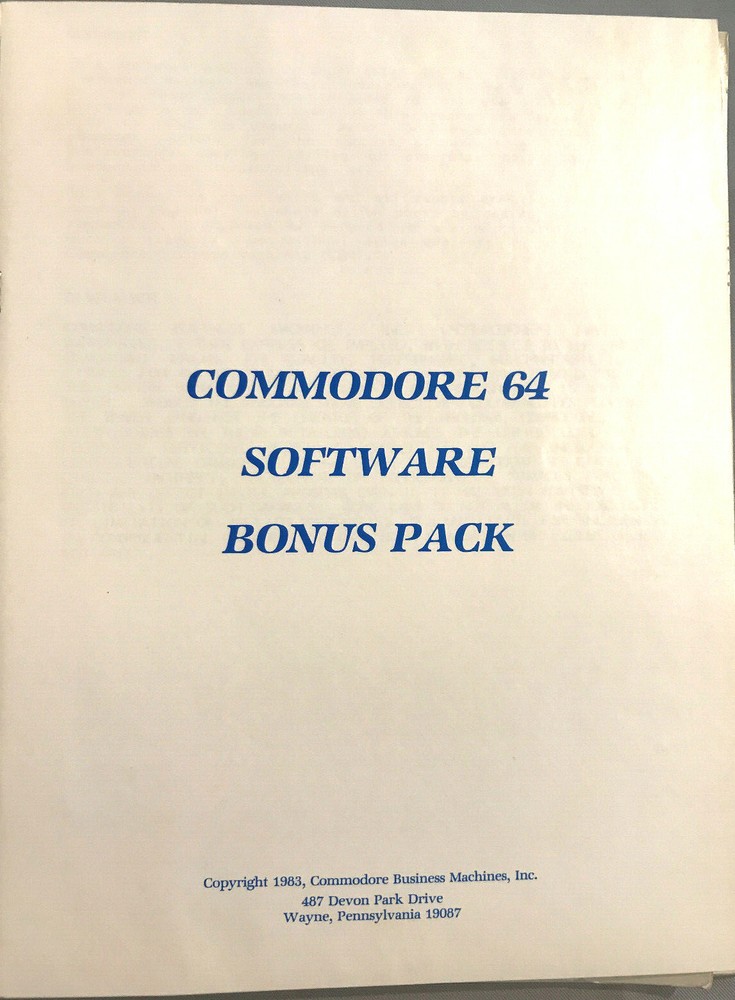 COMMODORE 64
SOFTWARE
BONUS PACK
Copyright 1983, Commodore Business Machines, Inc.
487 Devon Park Drive
Wayne, Pennsylvania 19087